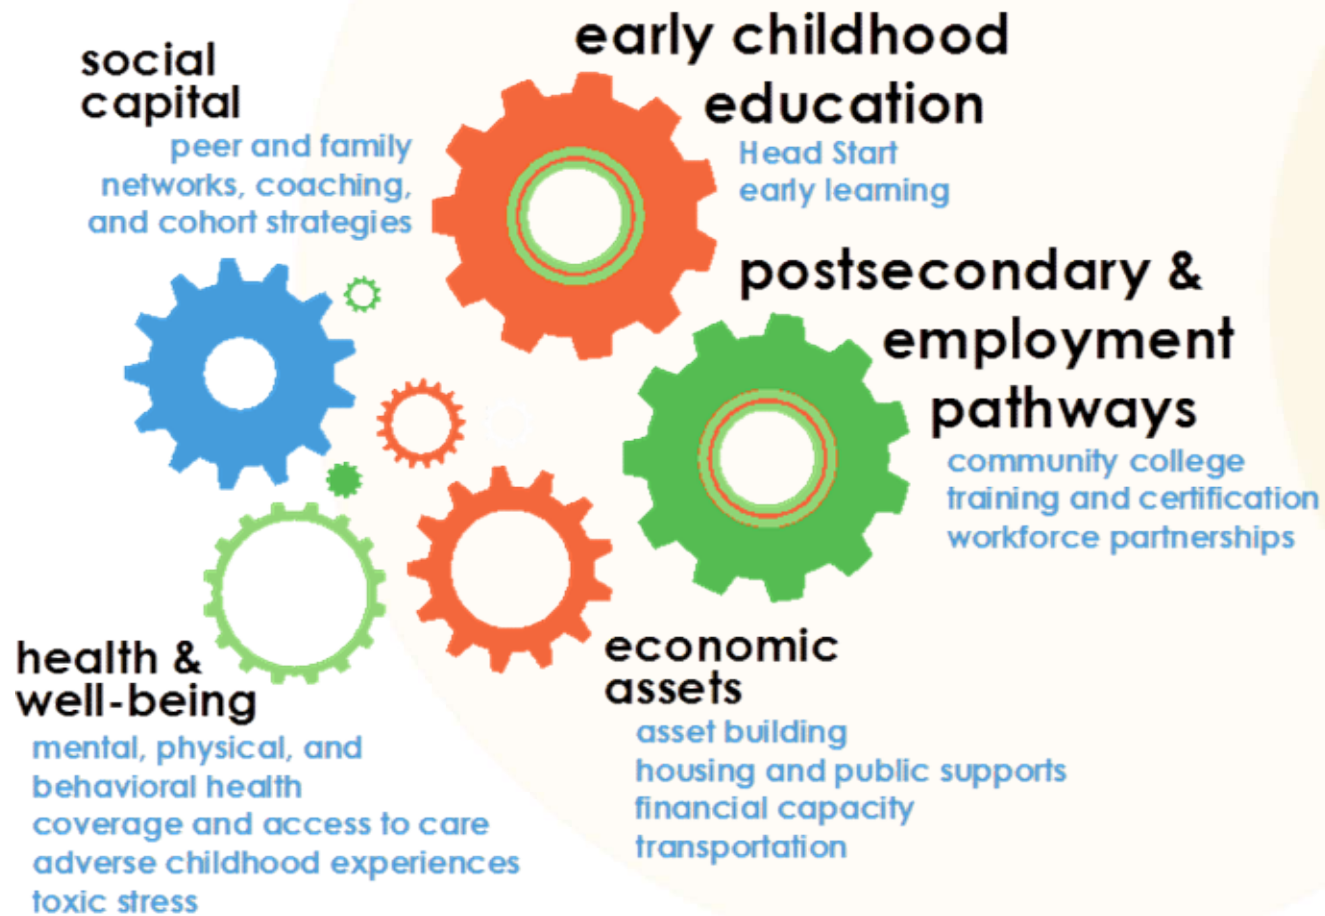 social
capital
peer and family
networks, coaching,
and cohort strategies
early childhood
education
Head Start
early learning
postsecondary &
employment
pathways
community college
training and certification
workforce partnerships
health &
well-being
mental, physical, and
behavioral health
coverage and access to care
adverse childhood experiences
toxic stress
economic
assets
asset building
housing and public supports
financial capacity
transportation